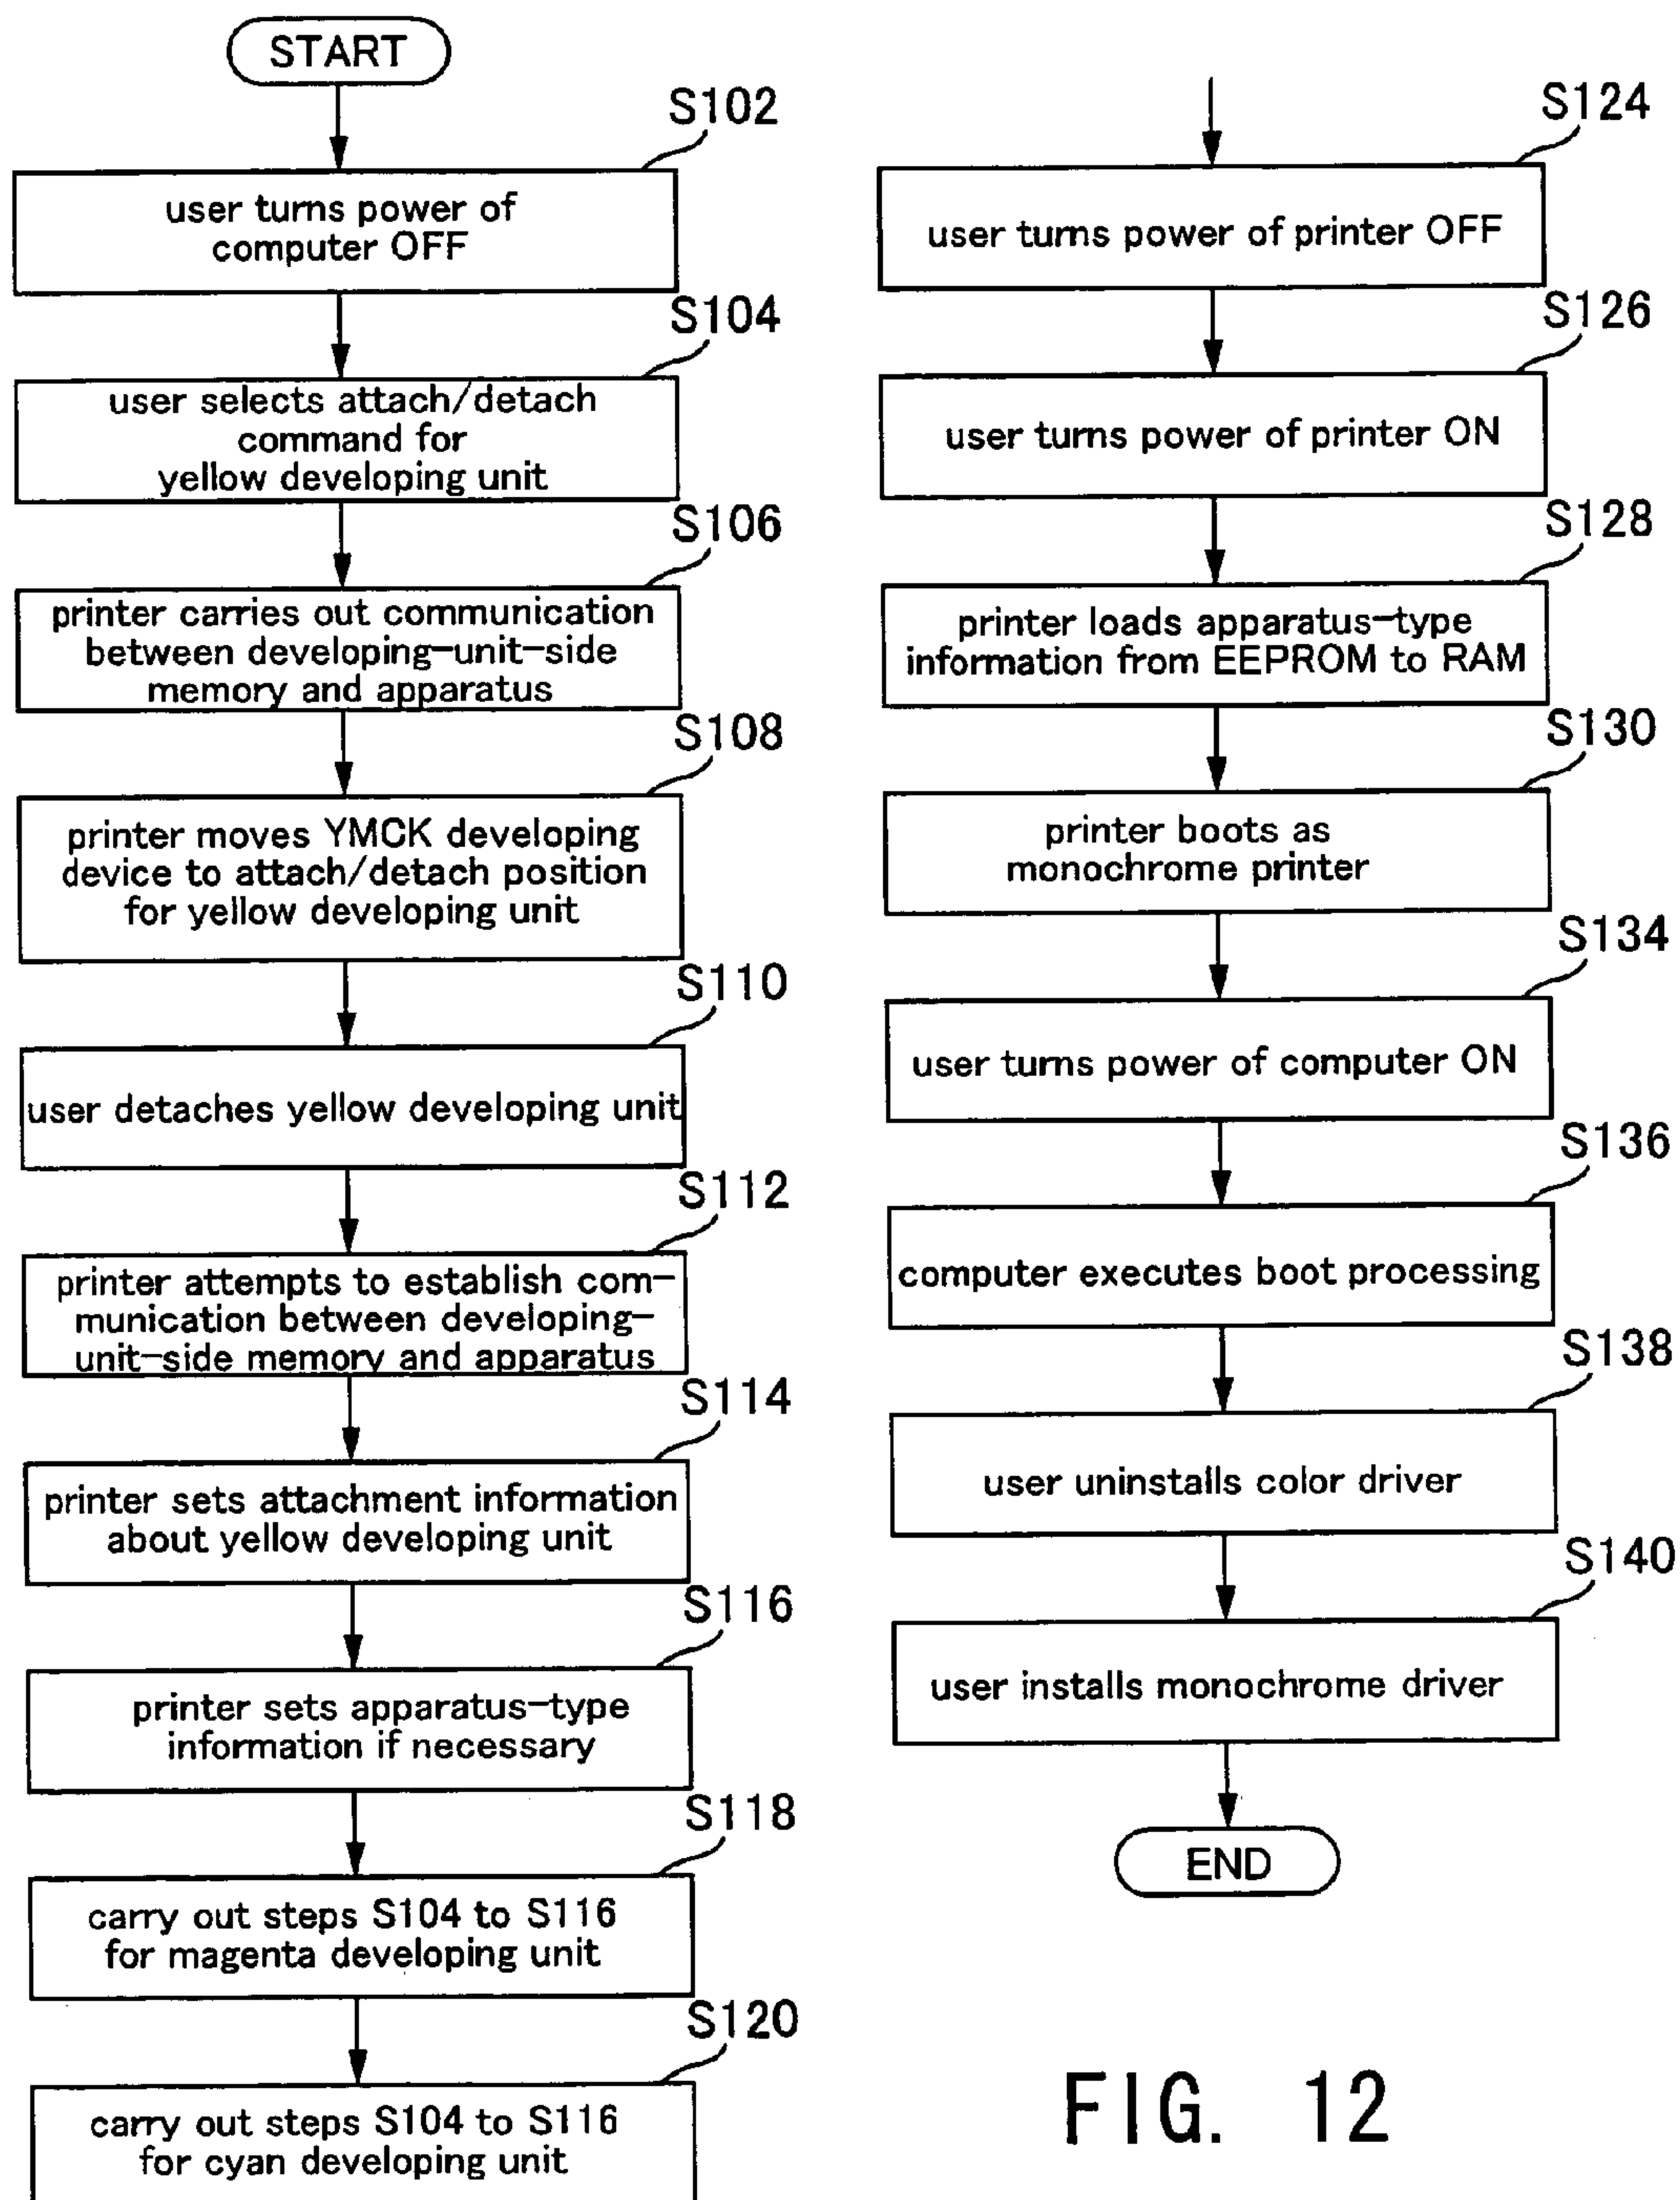 START
S102
user turns power of
computer OFF
S104
user selects attach/detach
command for
yellow developing unit
S106
printer carries out communication
between developing-unit-side
memory and apparatus
S108
printer moves YMCK developing
device to attach/detach position
for yellow developing unit
S110
user detaches yellow developing unit
S112
printer attempts to establish com-
munication between developing-
unit-side memory and apparatus
S114
printer sets attachment information
about yellow developing unit
S116
printer sets apparatus-type
information if necessary
S118
carry out steps S104 to S116
for magenta developing unit
S120
carry out steps S104 to S116
for cyan developing unit
S124
user turns power of printer OFF
S126
user turns power of printer ON
S128
printer loads apparatus-type
information from EEPROM to RAM
S130
printer boots as
monochrome printer
S134
user turns power of computer ON
S136
computer executes boot processing
S138
user uninstalls color driver
S140
user installs monochrome driver
END
FIG. 12